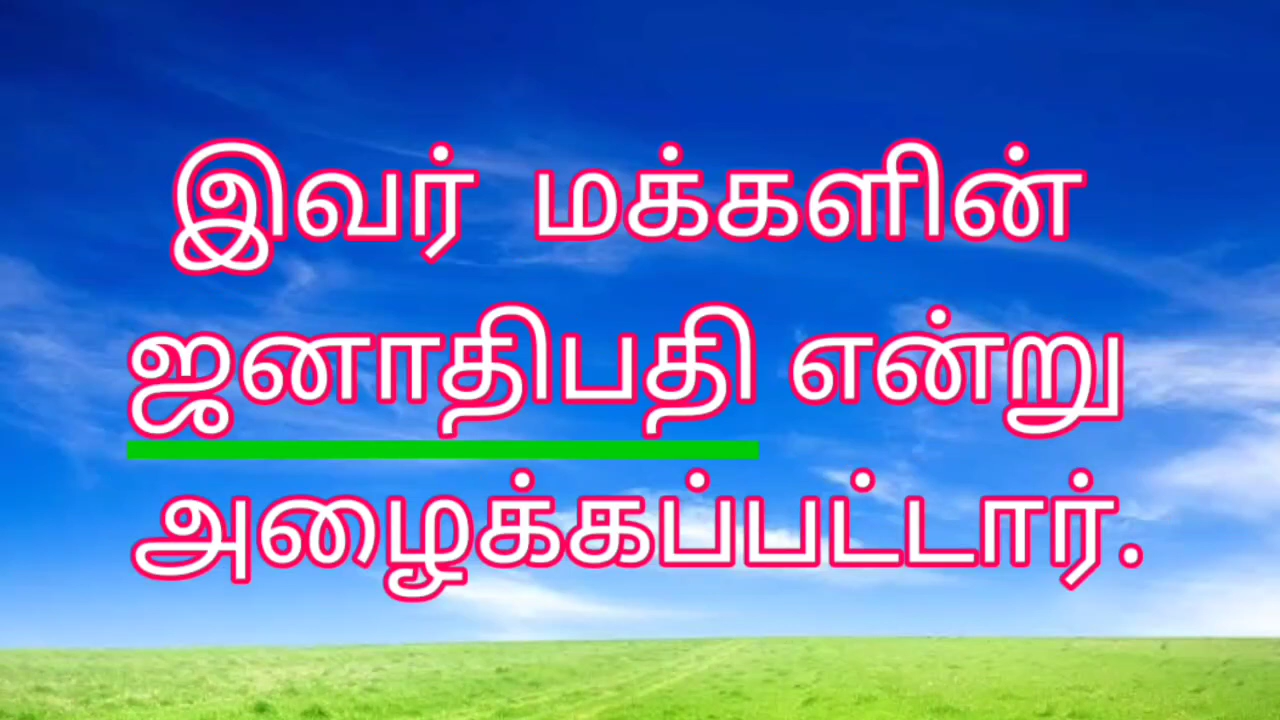 இவர் மக்களின்
ஜனாதிபதி என்று
அழைக்கப்பட்டார்.